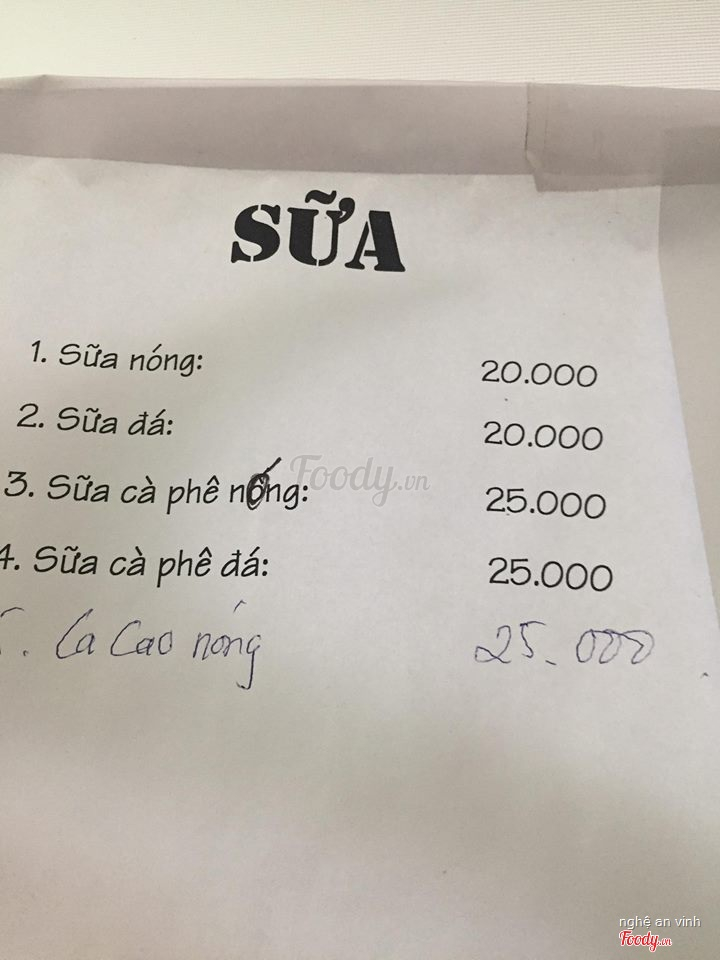 SỮA
1. Sữa nóng: 20.000
2. Sữa đá: 20.000
3. Sữa cà phê nóng: 25.000
4. Sữa cà phê đá: 25.000
5. Ca Cao nóng 25.000
Foody.vn
nghệ an vinh
Foody.vn